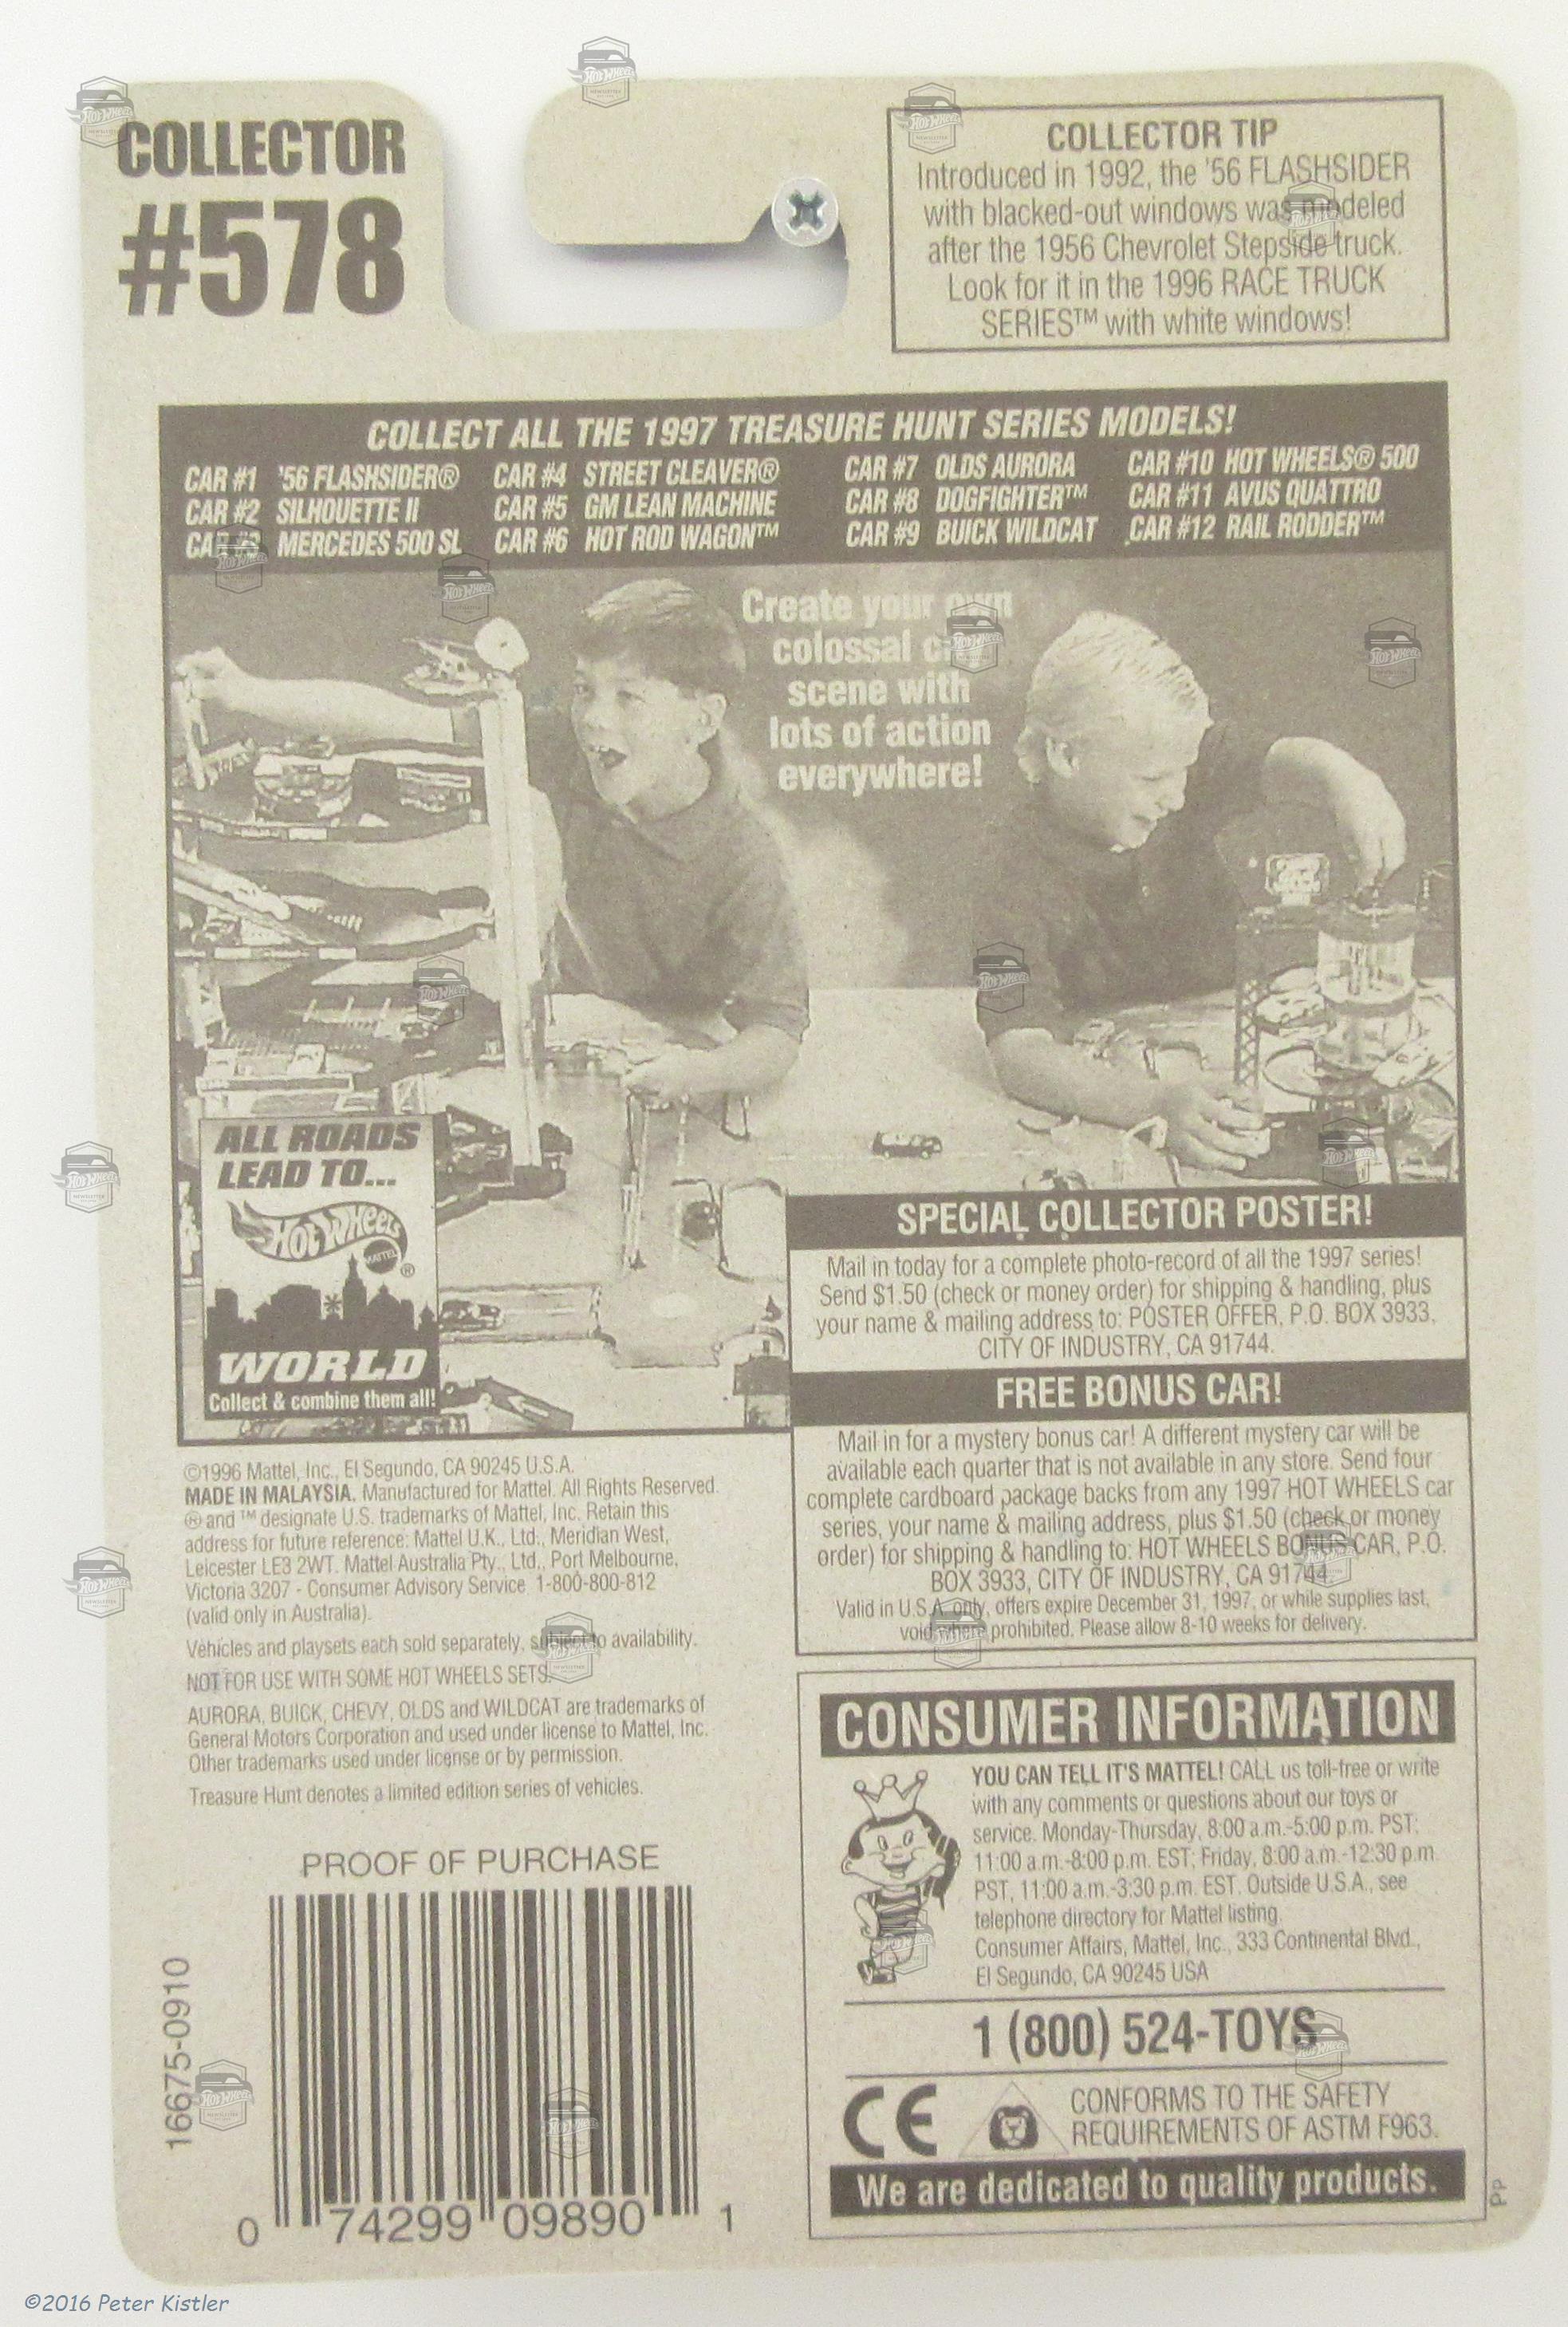 COLLECTOR
#578
COLLECTOR TIP
Introduced in 1992, the '56 FLASHSIDER
with blacked-out windows was modeled
after the 1956 Chevrolet Stepside truck.
Look for it in the 1996 RACE TRUCK
SERIES™ with white windows!
COLLECT ALL THE 1997 TREASURE HUNT SERIES MODELS!
CAR #1 '56 FLASHSIDER® CAR #4 STREET CLEAVER® CAR #7 OLDS AURORA CAR #10 HOT WHEELS® 500
CAR #2 SILHOUETTE II CAR #5 GM LEAN MACHINE CAR #8 DOGFIGHTER™ CAR #11 AVUS QUATTRO
CAR #3 MERCEDES 500 SL CAR #6 HOT ROD WAGON™ CAR #9 BUICK WILDCAT CAR #12 RAIL RODDER™
Create your own
colossal car
scene with
lots of action
everywhere!
ALL ROADS
LEAD TO...
HOT WHEELS
MATTEL
®
WORLD
Collect & combine them all!
SPECIAL COLLECTOR POSTER!
Mail in today for a complete photo-record of all the 1997 series!
Send $1.50 (check or money order) for shipping & handling, plus
your name & mailing address to: POSTER OFFER, P.O. BOX 3933,
CITY OF INDUSTRY, CA 91744.
FREE BONUS CAR!
Mail in for a mystery bonus car! A different mystery car will be
available each quarter that is not available in any store. Send four
complete cardboard package backs from any 1997 HOT WHEELS car
series, your name & mailing address, plus $1.50 (check or money
order) for shipping & handling to: HOT WHEELS BONUS CAR, P.O.
BOX 3933, CITY OF INDUSTRY, CA 91744.
Valid in U.S.A. only, offers expire December 31, 1997, or while supplies last,
void where prohibited. Please allow 8-10 weeks for delivery.
©1996 Mattel, Inc., El Segundo, CA 90245 U.S.A.
MADE IN MALAYSIA. Manufactured for Mattel. All Rights Reserved.
® and ™ designate U.S. trademarks of Mattel, Inc. Retain this
address for future reference: Mattel U.K., Ltd., Meridian West,
Leicester LE3 2WT. Mattel Australia Pty., Ltd., Port Melbourne,
Victoria 3207 - Consumer Advisory Service 1-800-800-812
(valid only in Australia).
Vehicles and playsets each sold separately, subject to availability.
NOT FOR USE WITH SOME HOT WHEELS SETS.
AURORA, BUICK, CHEVY, OLDS and WILDCAT are trademarks of
General Motors Corporation and used under license to Mattel, Inc.
Other trademarks used under license or by permission.
Treasure Hunt denotes a limited edition series of vehicles.
PROOF OF PURCHASE
16675-0910
0 74299 09890 1
CONSUMER INFORMATION
YOU CAN TELL IT'S MATTEL! CALL us toll-free or write
with any comments or questions about our toys or
service. Monday-Thursday, 8:00 a.m.-5:00 p.m. PST;
11:00 a.m.-8:00 p.m. EST; Friday, 8:00 a.m.-12:30 p.m.
PST, 11:00 a.m.-3:30 p.m. EST. Outside U.S.A., see
telephone directory for Mattel listing.
Consumer Affairs, Mattel, Inc., 333 Continental Blvd.,
El Segundo, CA 90245 USA
1 (800) 524-TOYS
CE
CONFORMS TO THE SAFETY
REQUIREMENTS OF ASTM F963.
We are dedicated to quality products.
PP
©2016 Peter Kistler